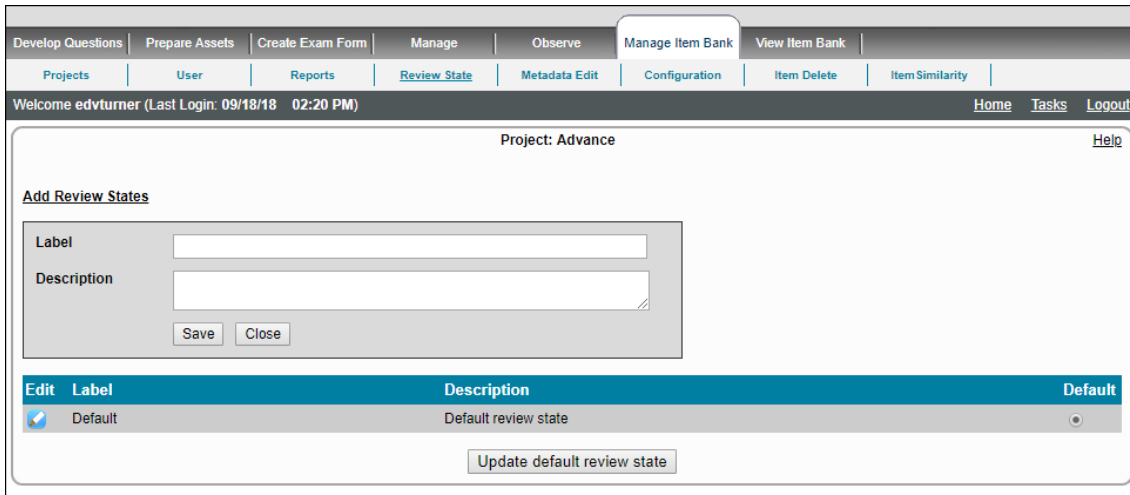 Develop Questions Prepare Assets Create Exam Form Manage Observe Manage Item Bank View Item Bank
Projects User Reports Review State Metadata Edit Configuration Item Delete Item Similarity
Welcome edvturner (Last Login: 09/18/18 02:20 PM) Home Tasks Logout
Project: Advance Help
Add Review States
Label
Description
Save Close
Edit Label Description Default
Default Default review state
Update default review state